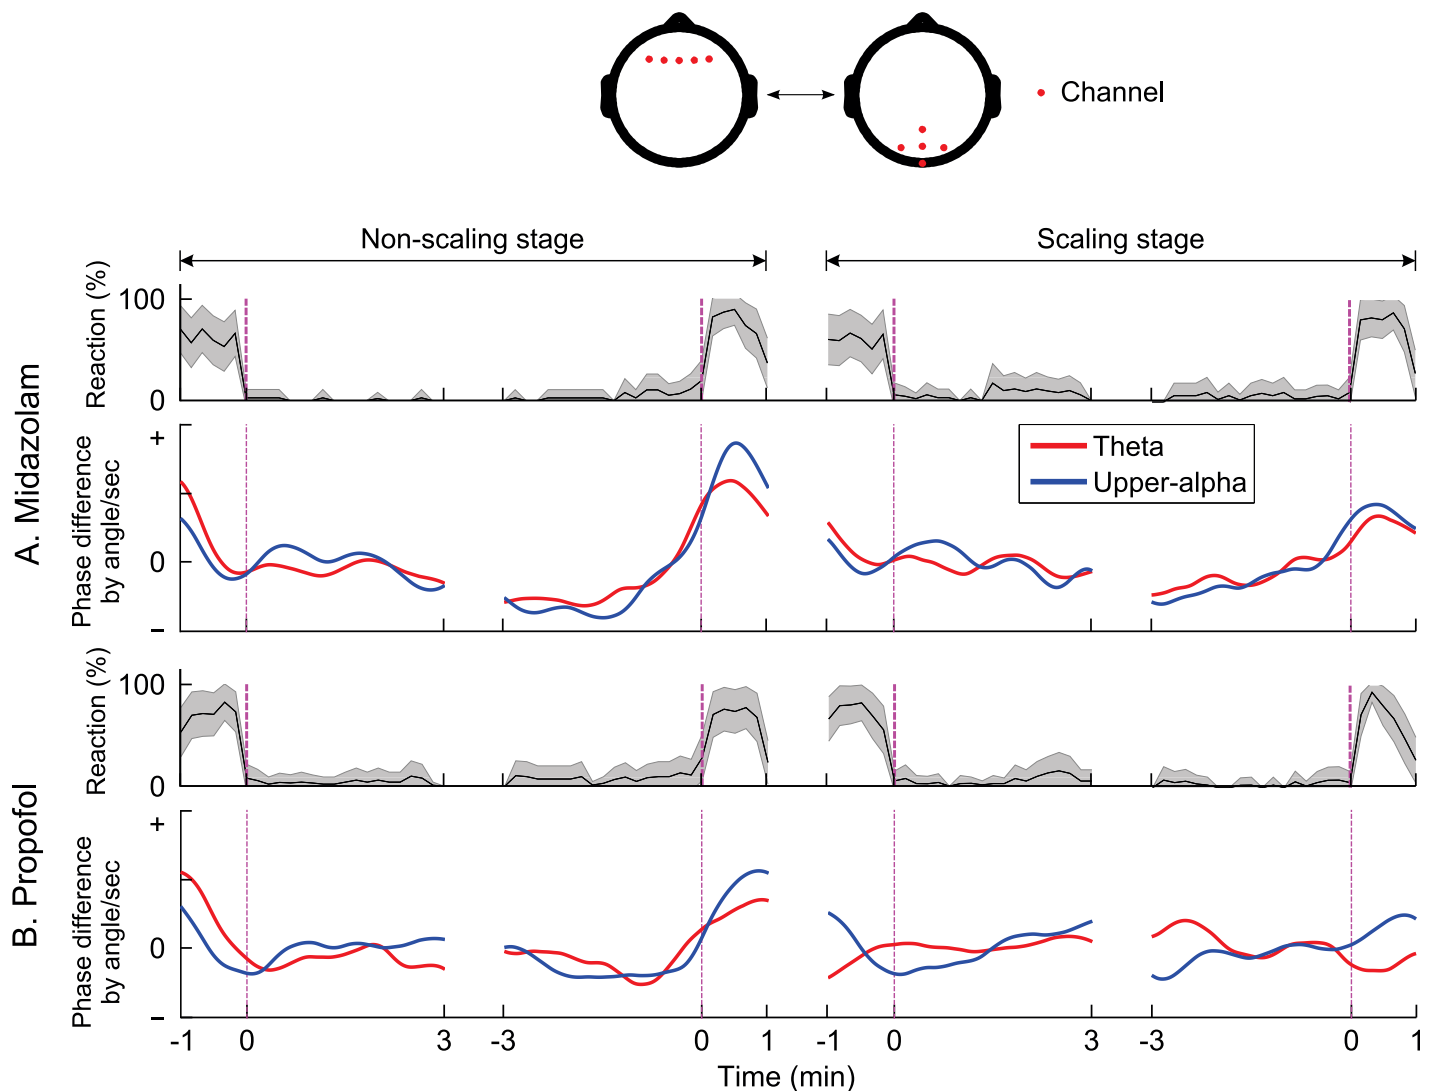 Channel
Non-scaling stage
Scaling stage
A. Midazolam
Reaction (%)
100
0
Phase difference
by angle/sec
+
0
−
Theta
Upper-alpha
B. Propofol
Reaction (%)
100
0
Phase difference
by angle/sec
+
0
−
-1 0 3 -3 0 1 -1 0 3 -3 0 1
Time (min)